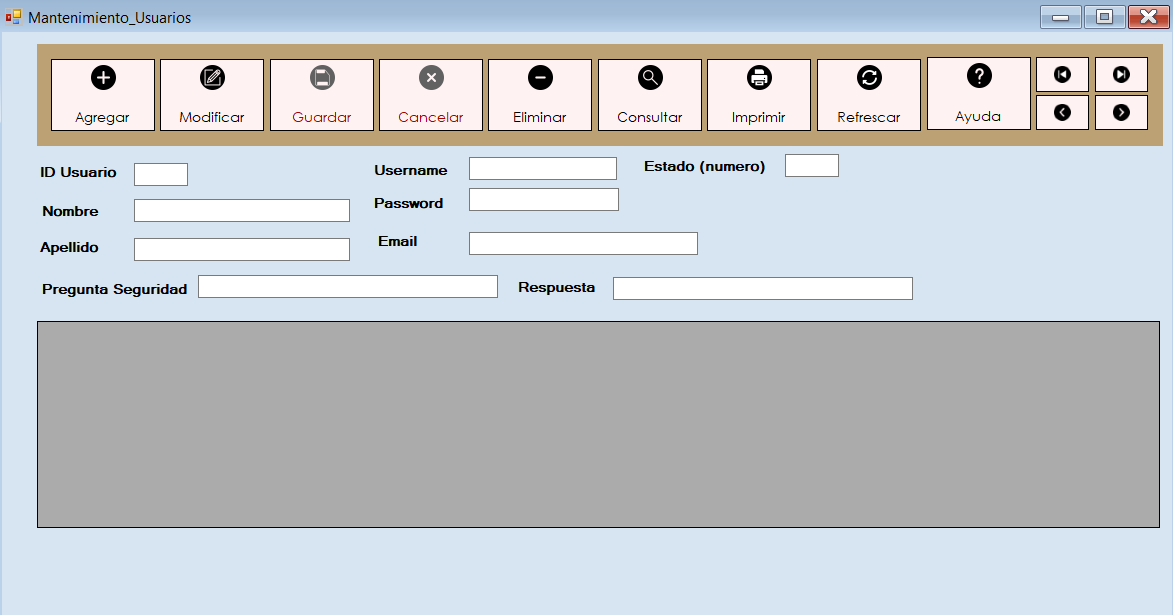 Mantenimiento_Usuarios
Agregar Modificar Guardar Cancelar Eliminar Consultar Imprimir Refrescar Ayuda
ID Usuario Username Estado (numero)
Nombre Password
Apellido Email
Pregunta Seguridad Respuesta